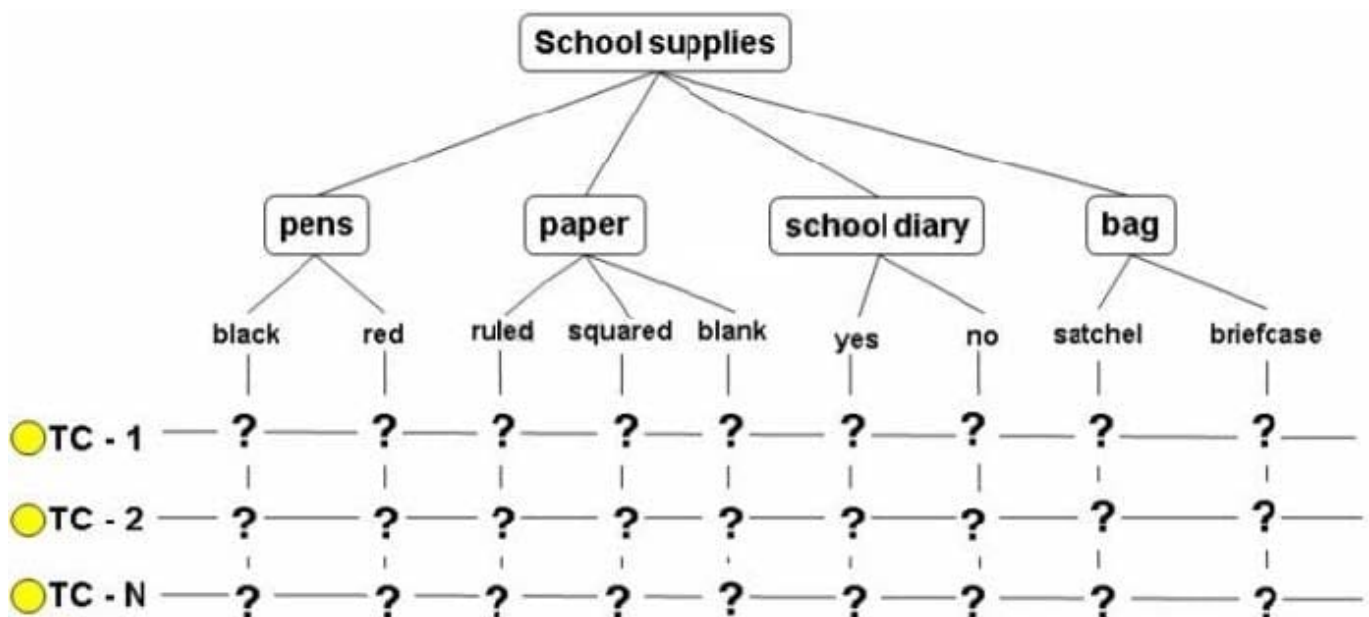 School supplies
pens paper school diary bag
black red ruled squared blank yes no satchel briefcase
TC - 1 ? ? ? ? ? ? ? ? ?
TC - 2 ? ? ? ? ? ? ? ? ?
TC - N ? ? ? ? ? ? ? ? ?